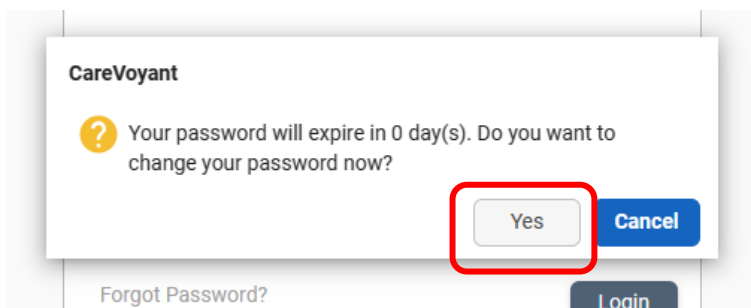 CareVoyant
Your password will expire in 0 day(s). Do you want to
change your password now?
Yes
Cancel
Forgot Password?
Login